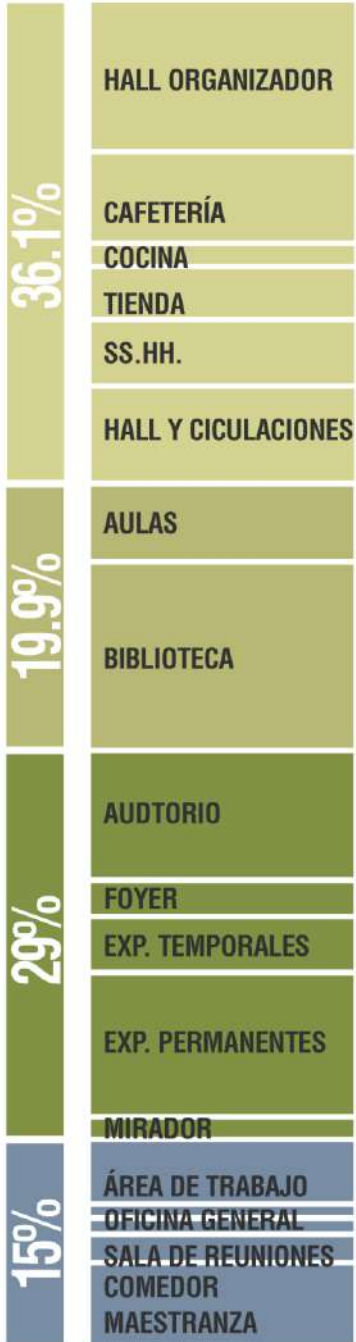 36.1%
HALL ORGANIZADOR
CAFETERÍA
COCINA
TIENDA
SS.HH.
HALL Y CICULACIONES
19.9%
AULAS
BIBLIOTECA
29%
AUDTORIO
FOYER
EXP. TEMPORALES
EXP. PERMANENTES
MIRADOR
15%
ÁREA DE TRABAJO
OFICINA GENERAL
SALA DE REUNIONES
COMEDOR
MAESTRANZA